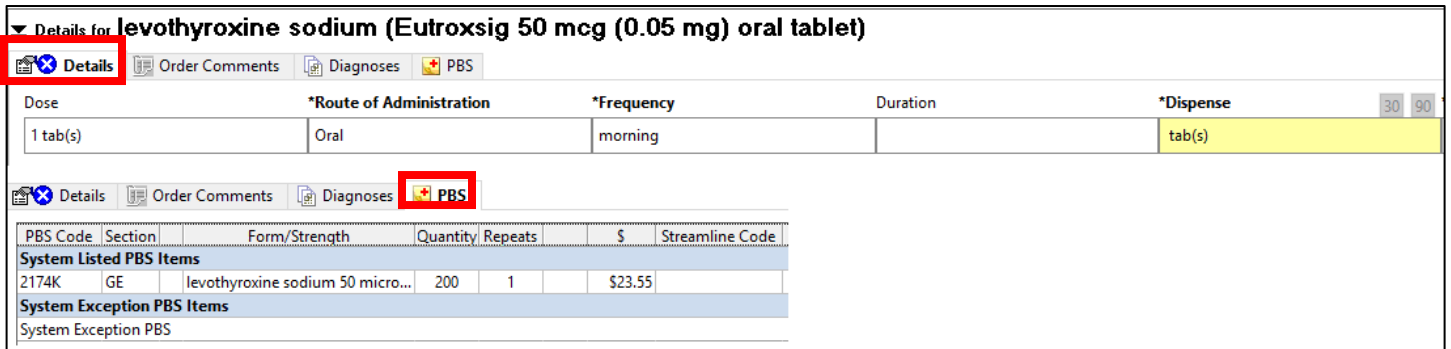 Details for levothyroxine sodium (Eutroxsig 50 mcg (0.05 mg) oral tablet)
Details Order Comments Diagnoses PBS
Dose *Route of Administration *Frequency Duration *Dispense 30 90 *
1 tab(s) Oral morning tab(s)
Details Order Comments Diagnoses PBS
PBS Code Section Form/Strength Quantity Repeats $ Streamline Code
System Listed PBS Items
2174K GE levothyroxine sodium 50 micro... 200 1 $23.55
System Exception PBS Items
System Exception PBS